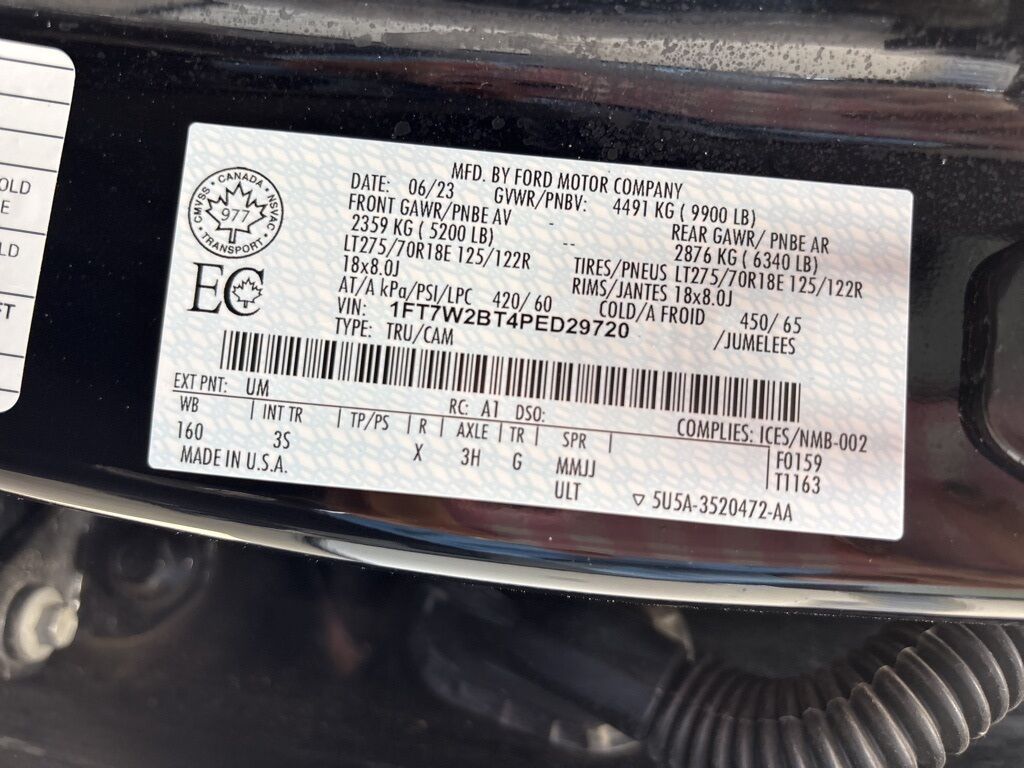 OLD
E
LD
FT
CANADA
CMVSS NSVAC
977
TRANSPORT
EC
MFD. BY FORD MOTOR COMPANY
DATE: 06/23 GVWR/PNBV: 4491 KG ( 9900 LB)
FRONT GAWR/PNBE AV - REAR GAWR/ PNBE AR
2359 KG ( 5200 LB) -- 2876 KG ( 6340 LB)
LT275/70R18E 125/122R TIRES/PNEUS LT275/70R18E 125/122R
18x8.0J RIMS/JANTES 18x8.0J
AT/A kPa/PSI/LPC 420/ 60 COLD/A FROID 450/ 65
VIN: 1FT7W2BT4PED29720 /JUMELEES
TYPE: TRU/CAM
EXT PNT: UM RC: A1 DSO: COMPLIES: ICES/NMB-002
WB | INT TR | TP/PS | R | AXLE | TR | SPR | F0159
160 3S X 3H G MMJJ T1163
MADE IN U.S.A. ULT ▽ 5U5A-3520472-AA